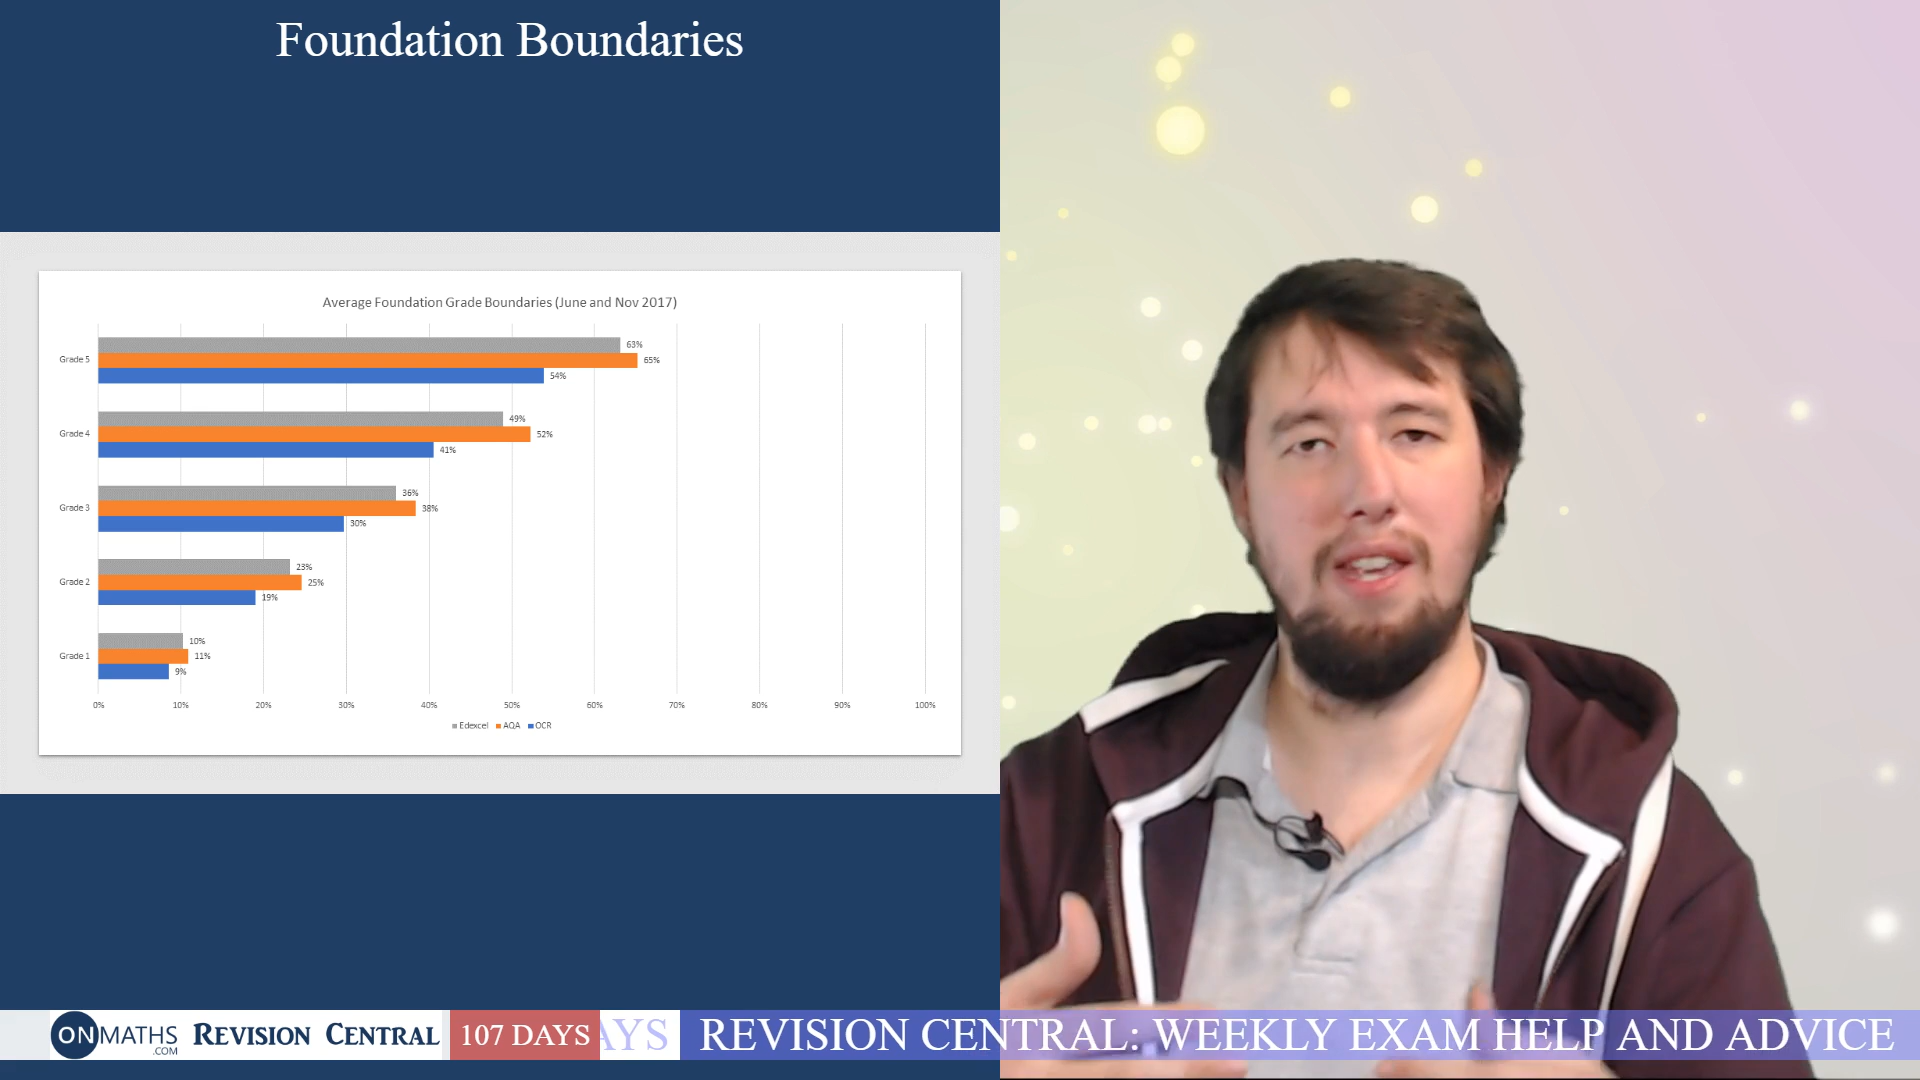 Foundation Boundaries
Average Foundation Grade Boundaries (June and Nov 2017)
Grade 5
63%
65%
54%
Grade 4
49%
52%
41%
Grade 3
36%
38%
30%
Grade 2
23%
25%
19%
Grade 1
10%
11%
9%
0% 10% 20% 30% 40% 50% 60% 70% 80% 90% 100%
Edexcel AQA OCR
ONMATHS.COM REVISION CENTRAL 107 DAYS AYS REVISION CENTRAL: WEEKLY EXAM HELP AND ADVICE